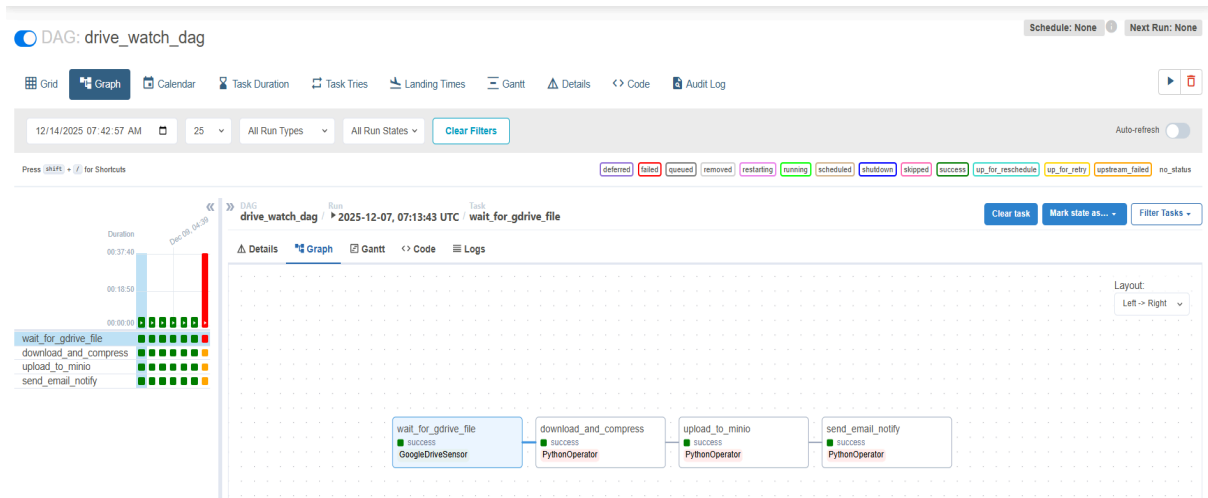 DAG: drive_watch_dag
Schedule: None Next Run: None
Grid Graph Calendar Task Duration Task Tries Landing Times Gantt Details <> Code Audit Log
12/14/2025 07:42:57 AM 25 All Run Types All Run States Clear Filters Auto-refresh
Press shift + / for Shortcuts
deferred failed queued removed restarting running scheduled shutdown skipped success up_for_reschedule up_for_retry upstream_failed no_status
DAG Run Task
drive_watch_dag / 2025-12-07, 07:13:43 UTC / wait_for_gdrive_file
Clear task Mark state as... Filter Tasks
Details Graph Gantt <> Code Logs
Duration
Dec 09, 04:39
00:37:40
00:18:50
00:00:00
wait_for_gdrive_file
download_and_compress
upload_to_minio
send_email_notify
Layout:
Left -> Right
wait_for_gdrive_file
success
GoogleDriveSensor
download_and_compress
success
PythonOperator
upload_to_minio
success
PythonOperator
send_email_notify
success
PythonOperator